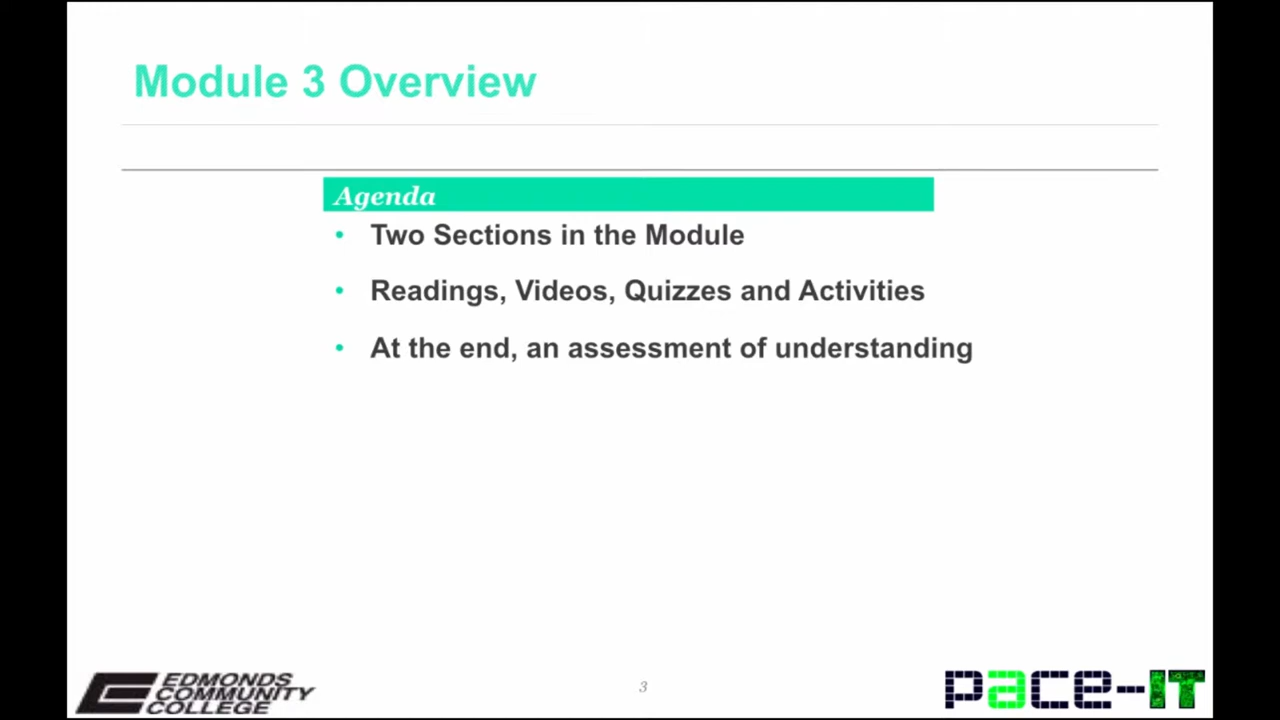 Module 3 Overview
Agenda
• Two Sections in the Module
• Readings, Videos, Quizzes and Activities
• At the end, an assessment of understanding
EDMONDS
COMMUNITY
COLLEGE
3
pace-IT